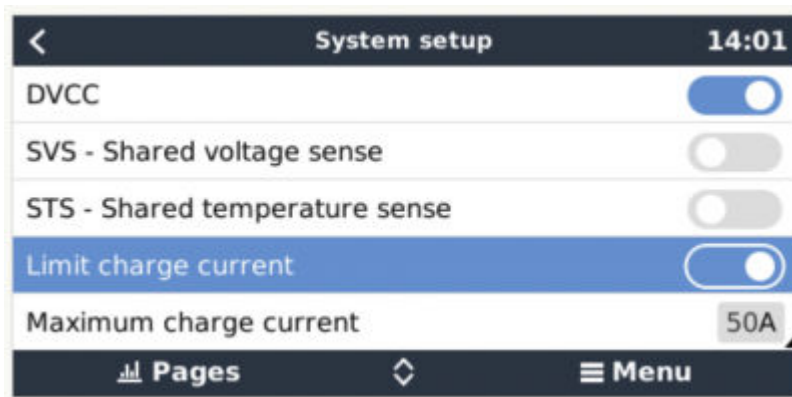 System setup 14:01
DVCC
SVS - Shared voltage sense
STS - Shared temperature sense
Limit charge current
Maximum charge current 50A
Pages Menu